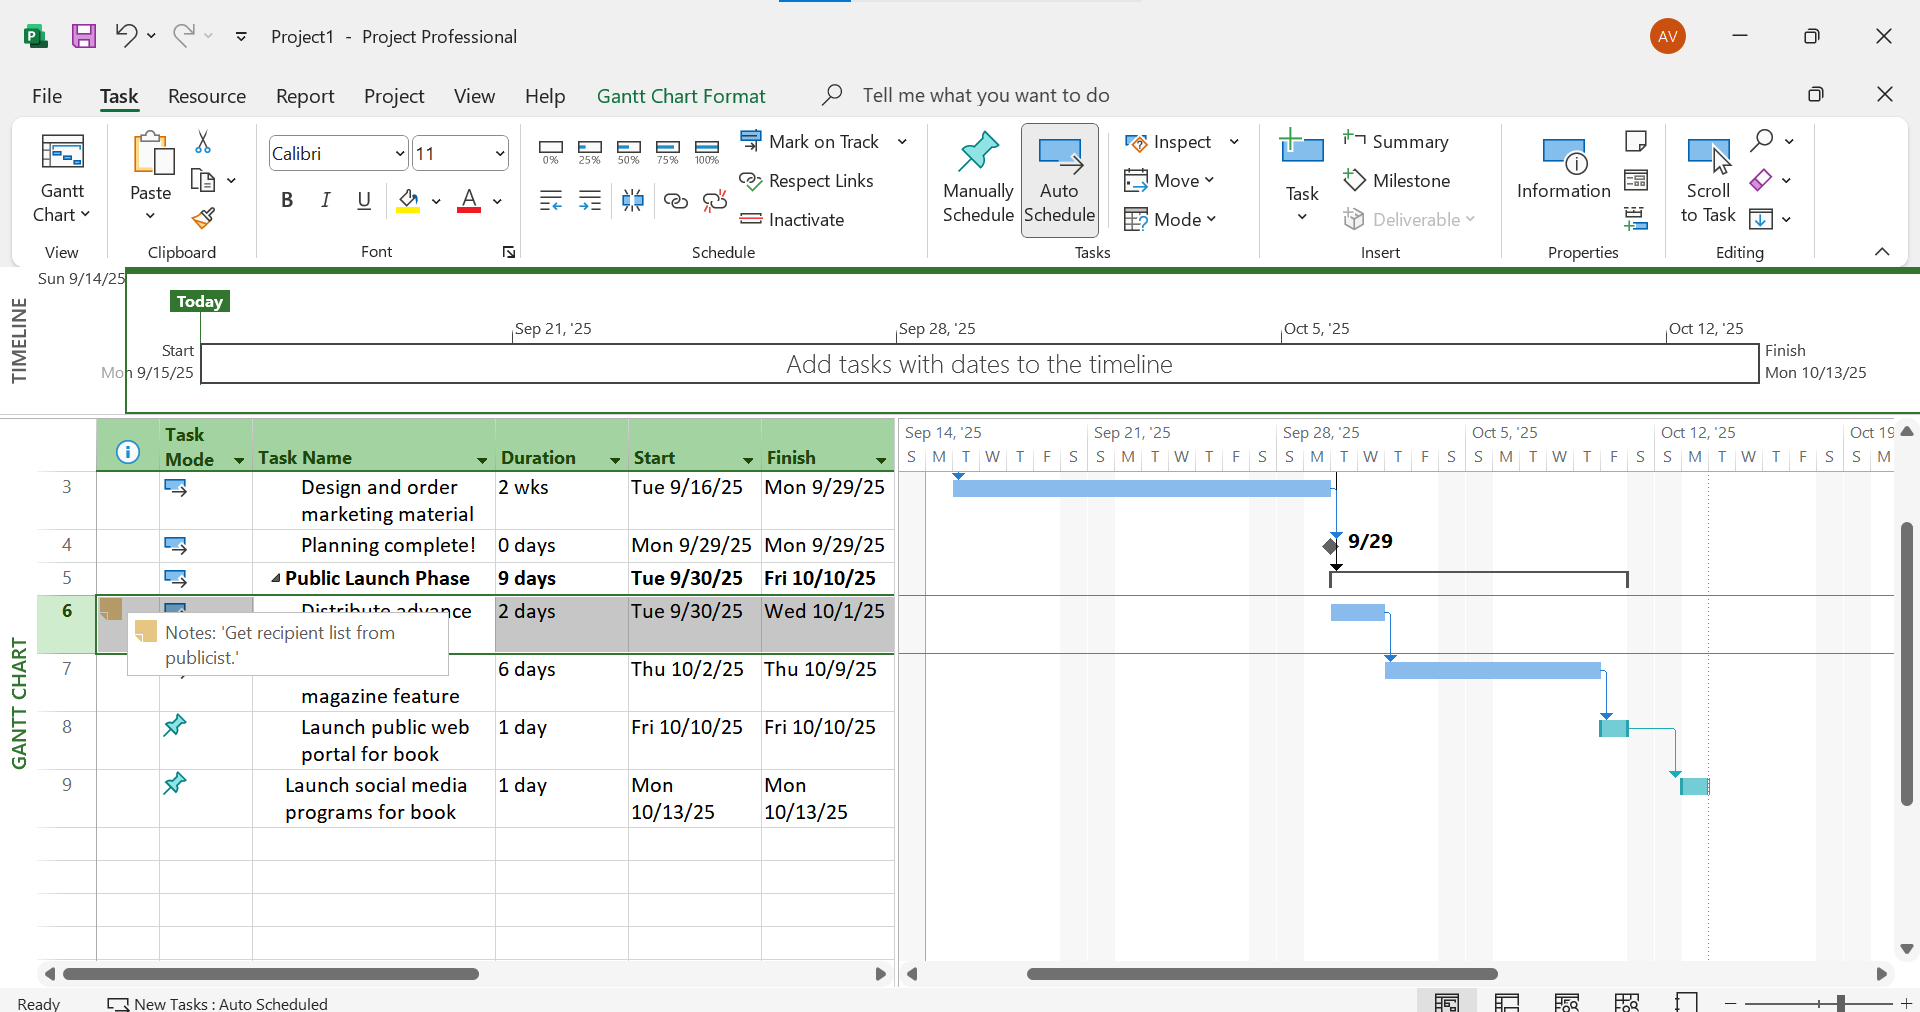 Project1 - Project Professional
AV
File Task Resource Report Project View Help Gantt Chart Format Tell me what you want to do
Gantt
Chart
View
Paste
Clipboard
Calibri 11
B I U A
Font
0% 25% 50% 75% 100%
Mark on Track
Respect Links
Inactivate
Schedule
Manually
Schedule
Auto
Schedule
Inspect
Move
Mode
Tasks
Task
Summary
Milestone
Deliverable
Insert
Information
Properties
Scroll
to Task
Editing
TIMELINE
Sun 9/14/25
Today
Sep 21, '25 Sep 28, '25 Oct 5, '25 Oct 12, '25
Start
Mon 9/15/25
Add tasks with dates to the timeline
Finish
Mon 10/13/25
GANTT CHART
Task
Mode Task Name Duration Start Finish
3 Design and order 2 wks Tue 9/16/25 Mon 9/29/25
marketing material
4 Planning complete! 0 days Mon 9/29/25 Mon 9/29/25
5 Public Launch Phase 9 days Tue 9/30/25 Fri 10/10/25
6 Distribute advance 2 days Tue 9/30/25 Wed 10/1/25
Notes: 'Get recipient list from
publicist.'
7 6 days Thu 10/2/25 Thu 10/9/25
magazine feature
8 Launch public web 1 day Fri 10/10/25 Fri 10/10/25
portal for book
9 Launch social media 1 day Mon Mon
programs for book 10/13/25 10/13/25
Sep 14, '25 Sep 21, '25 Sep 28, '25 Oct 5, '25 Oct 12, '25 Oct 19
S M T W T F S S M T W T F S S M T W T F S S M T W T F S S M T W T F S S M
9/29
Ready New Tasks : Auto Scheduled